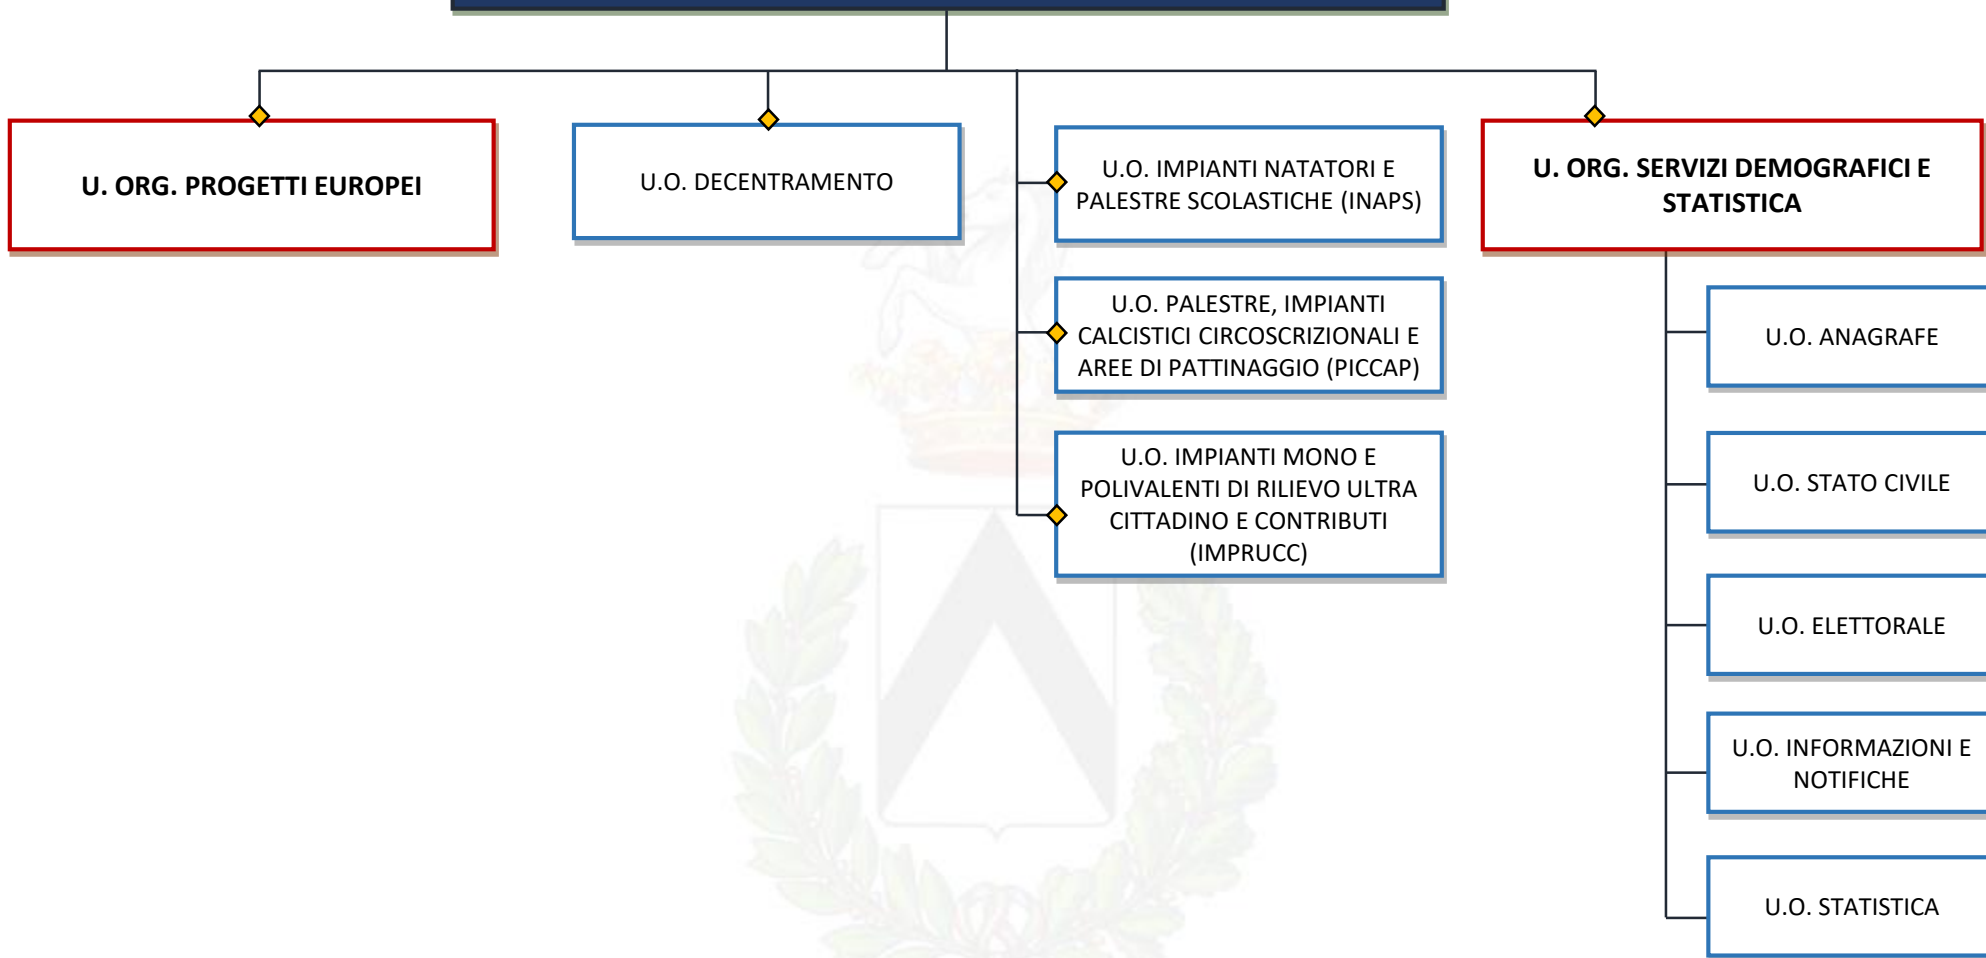 U. ORG. PROGETTI EUROPEI
U.O. DECENTRAMENTO
U.O. IMPIANTI NATATORI E
PALESTRE SCOLASTICHE (INAPS)
U.O. PALESTRE, IMPIANTI
CALCISTICI CIRCOSCRIZIONALI E
AREE DI PATTINAGGIO (PICCAP)
U.O. IMPIANTI MONO E
POLIVALENTI DI RILIEVO ULTRA
CITTADINO E CONTRIBUTI
(IMPRUCC)
U. ORG. SERVIZI DEMOGRAFICI E
STATISTICA
U.O. ANAGRAFE
U.O. STATO CIVILE
U.O. ELETTORALE
U.O. INFORMAZIONI E
NOTIFICHE
U.O. STATISTICA